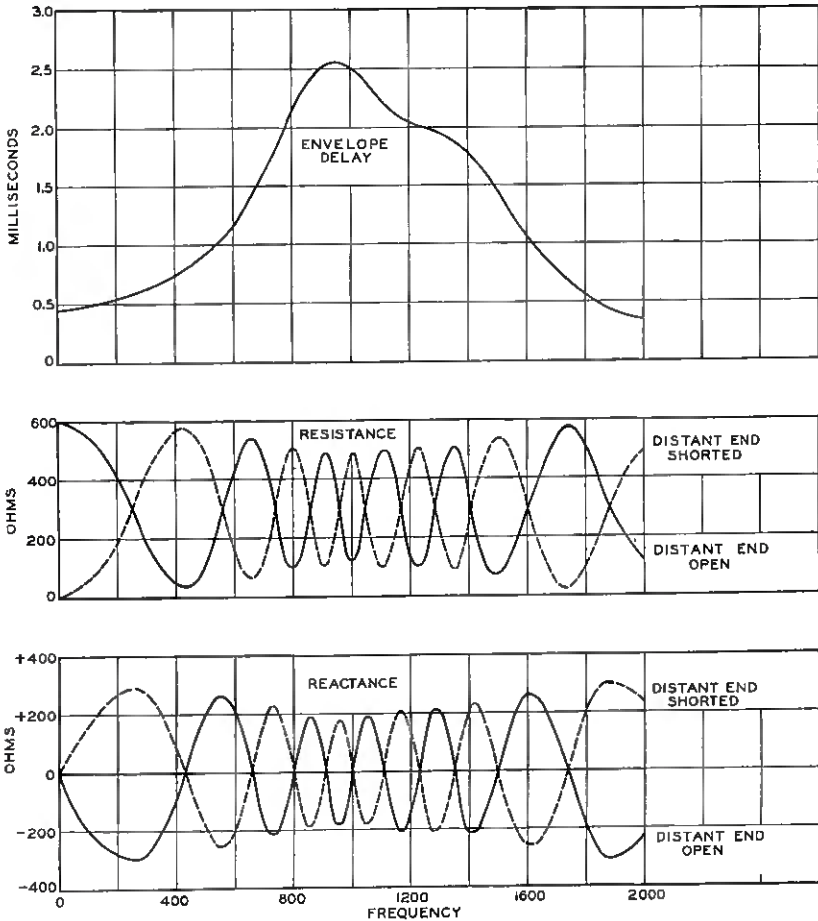 3.0
2.5
2.0
1.5
1.0
0.5
0
MILLISECONDS
ENVELOPE
DELAY
600
400
200
0
OHMS
RESISTANCE
DISTANT END
SHORTED
DISTANT END
OPEN
+400
+200
0
-200
-400
OHMS
REACTANCE
DISTANT END
SHORTED
DISTANT END
OPEN
0
400
800
1200
1600
2000
FREQUENCY